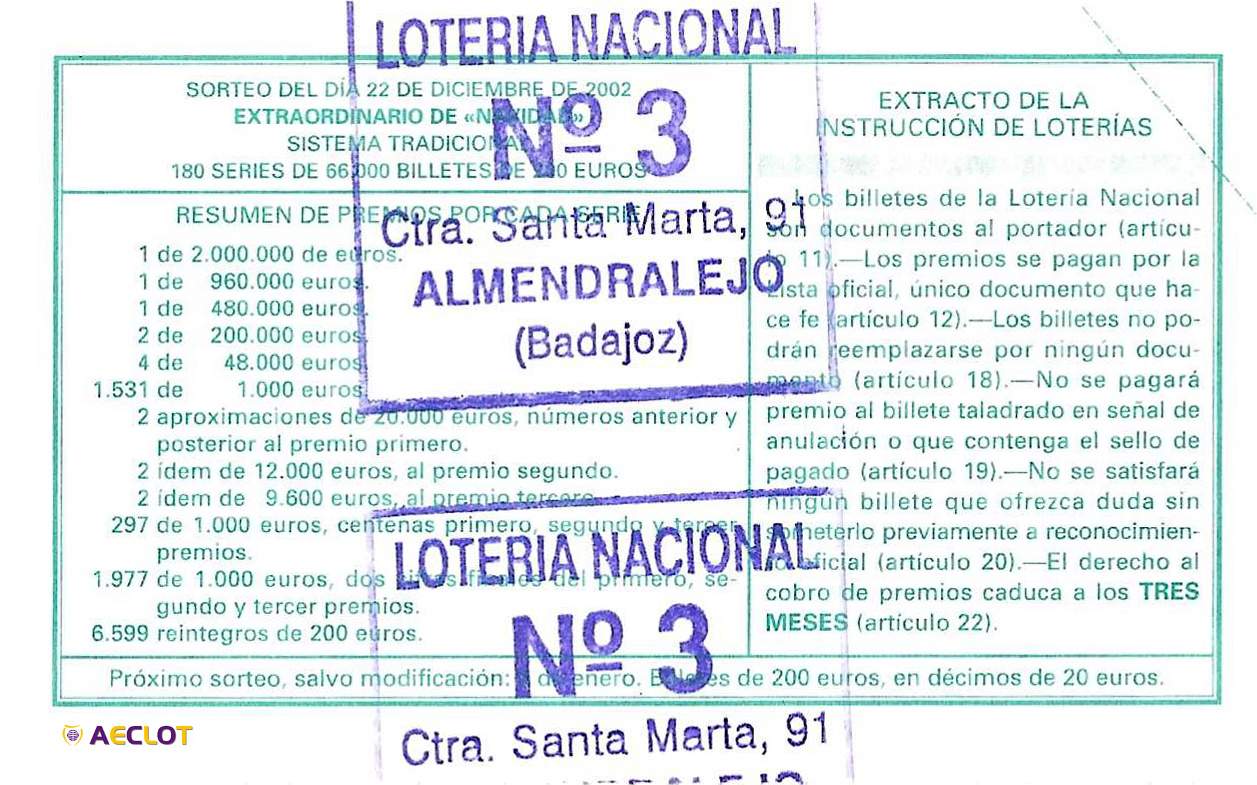 LOTERIA NACIONAL
Nº 3
Ctra. Santa Marta, 91
ALMENDRALEJO
(Badajoz)
SORTEO DEL DÍA 22 DE DICIEMBRE DE 2002
EXTRAORDINARIO DE «NAVIDAD»
SISTEMA TRADICIONAL
180 SERIES DE 66.000 BILLETES DE 200 EUROS
RESUMEN DE PREMIOS POR CADA SERIE
1 de 2.000.000 de euros.
1 de 960.000 euros.
1 de 480.000 euros.
2 de 200.000 euros.
4 de 48.000 euros.
1.531 de 1.000 euros.
2 aproximaciones de 20.000 euros, números anterior y
posterior al premio primero.
2 ídem de 12.000 euros, al premio segundo.
2 ídem de 9.600 euros, al premio tercero.
297 de 1.000 euros, centenas primero, segundo y tercer
premios.
1.977 de 1.000 euros, dos cifras finales del primero, se-
gundo y tercer premios.
6.599 reintegros de 200 euros.
EXTRACTO DE LA
INSTRUCCIÓN DE LOTERÍAS
Los billetes de la Lotería Nacional
son documentos al portador (artícu-
lo 11).—Los premios se pagan por la
Lista oficial, único documento que ha-
ce fe (artículo 12).—Los billetes no po-
drán reemplazarse por ningún docu-
mento (artículo 18).—No se pagará
premio al billete taladrado en señal de
anulación o que contenga el sello de
pagado (artículo 19).—No se satisfará
ningún billete que ofrezca duda sin
someterlo previamente a reconocimien-
to oficial (artículo 20).—El derecho al
cobro de premios caduca a los TRES
MESES (artículo 22).
Próximo sorteo, salvo modificación: de enero. Billetes de 200 euros, en décimos de 20 euros.
LOTERIA NACIONAL
Nº 3
Ctra. Santa Marta, 91
AECLOT